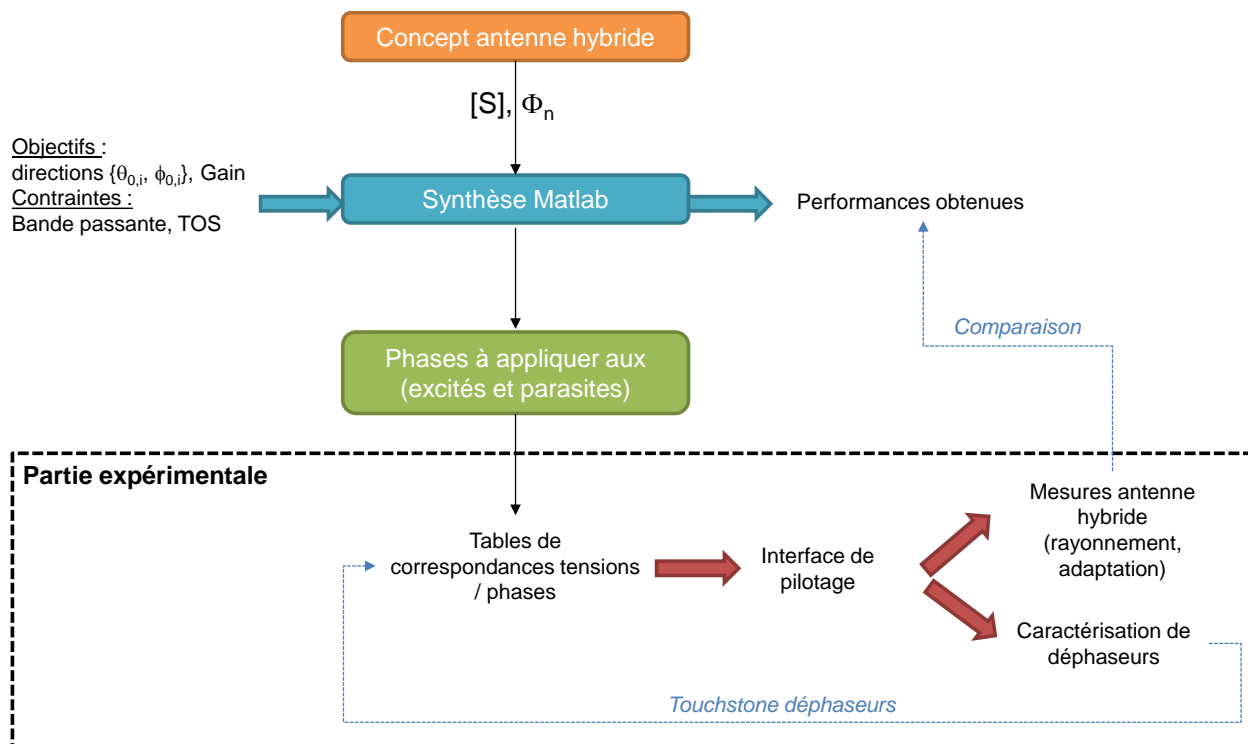 Concept antenne hybride
[S], Φn
Objectifs :
directions {θ0,i, ϕ0,i}, Gain
Contraintes :
Bande passante, TOS
Synthèse Matlab
Performances obtenues
Comparaison
Phases à appliquer aux
(excités et parasites)
Partie expérimentale
Tables de
correspondances tensions
/ phases
Interface de
pilotage
Mesures antenne
hybride
(rayonnement,
adaptation)
Caractérisation de
déphaseurs
Touchstone déphaseurs